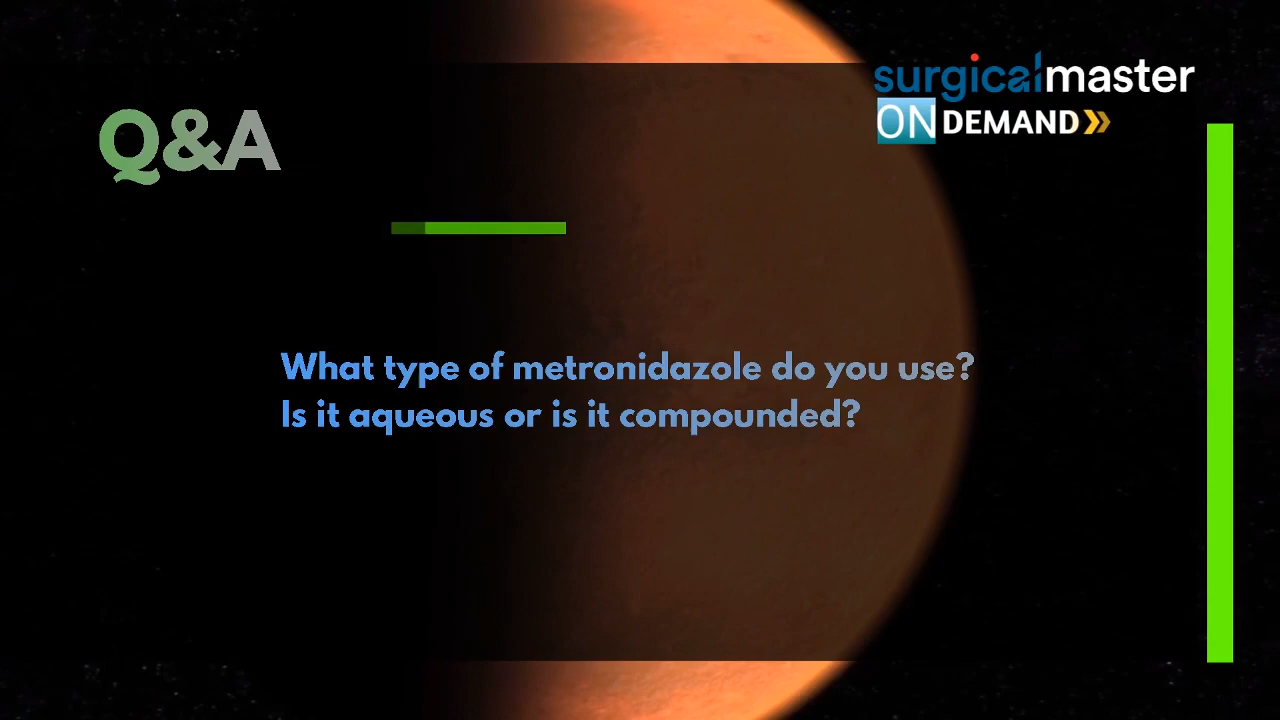 surgicalmaster
ON DEMAND
Q&A
What type of metronidazole do you use?
Is it aqueous or is it compounded?